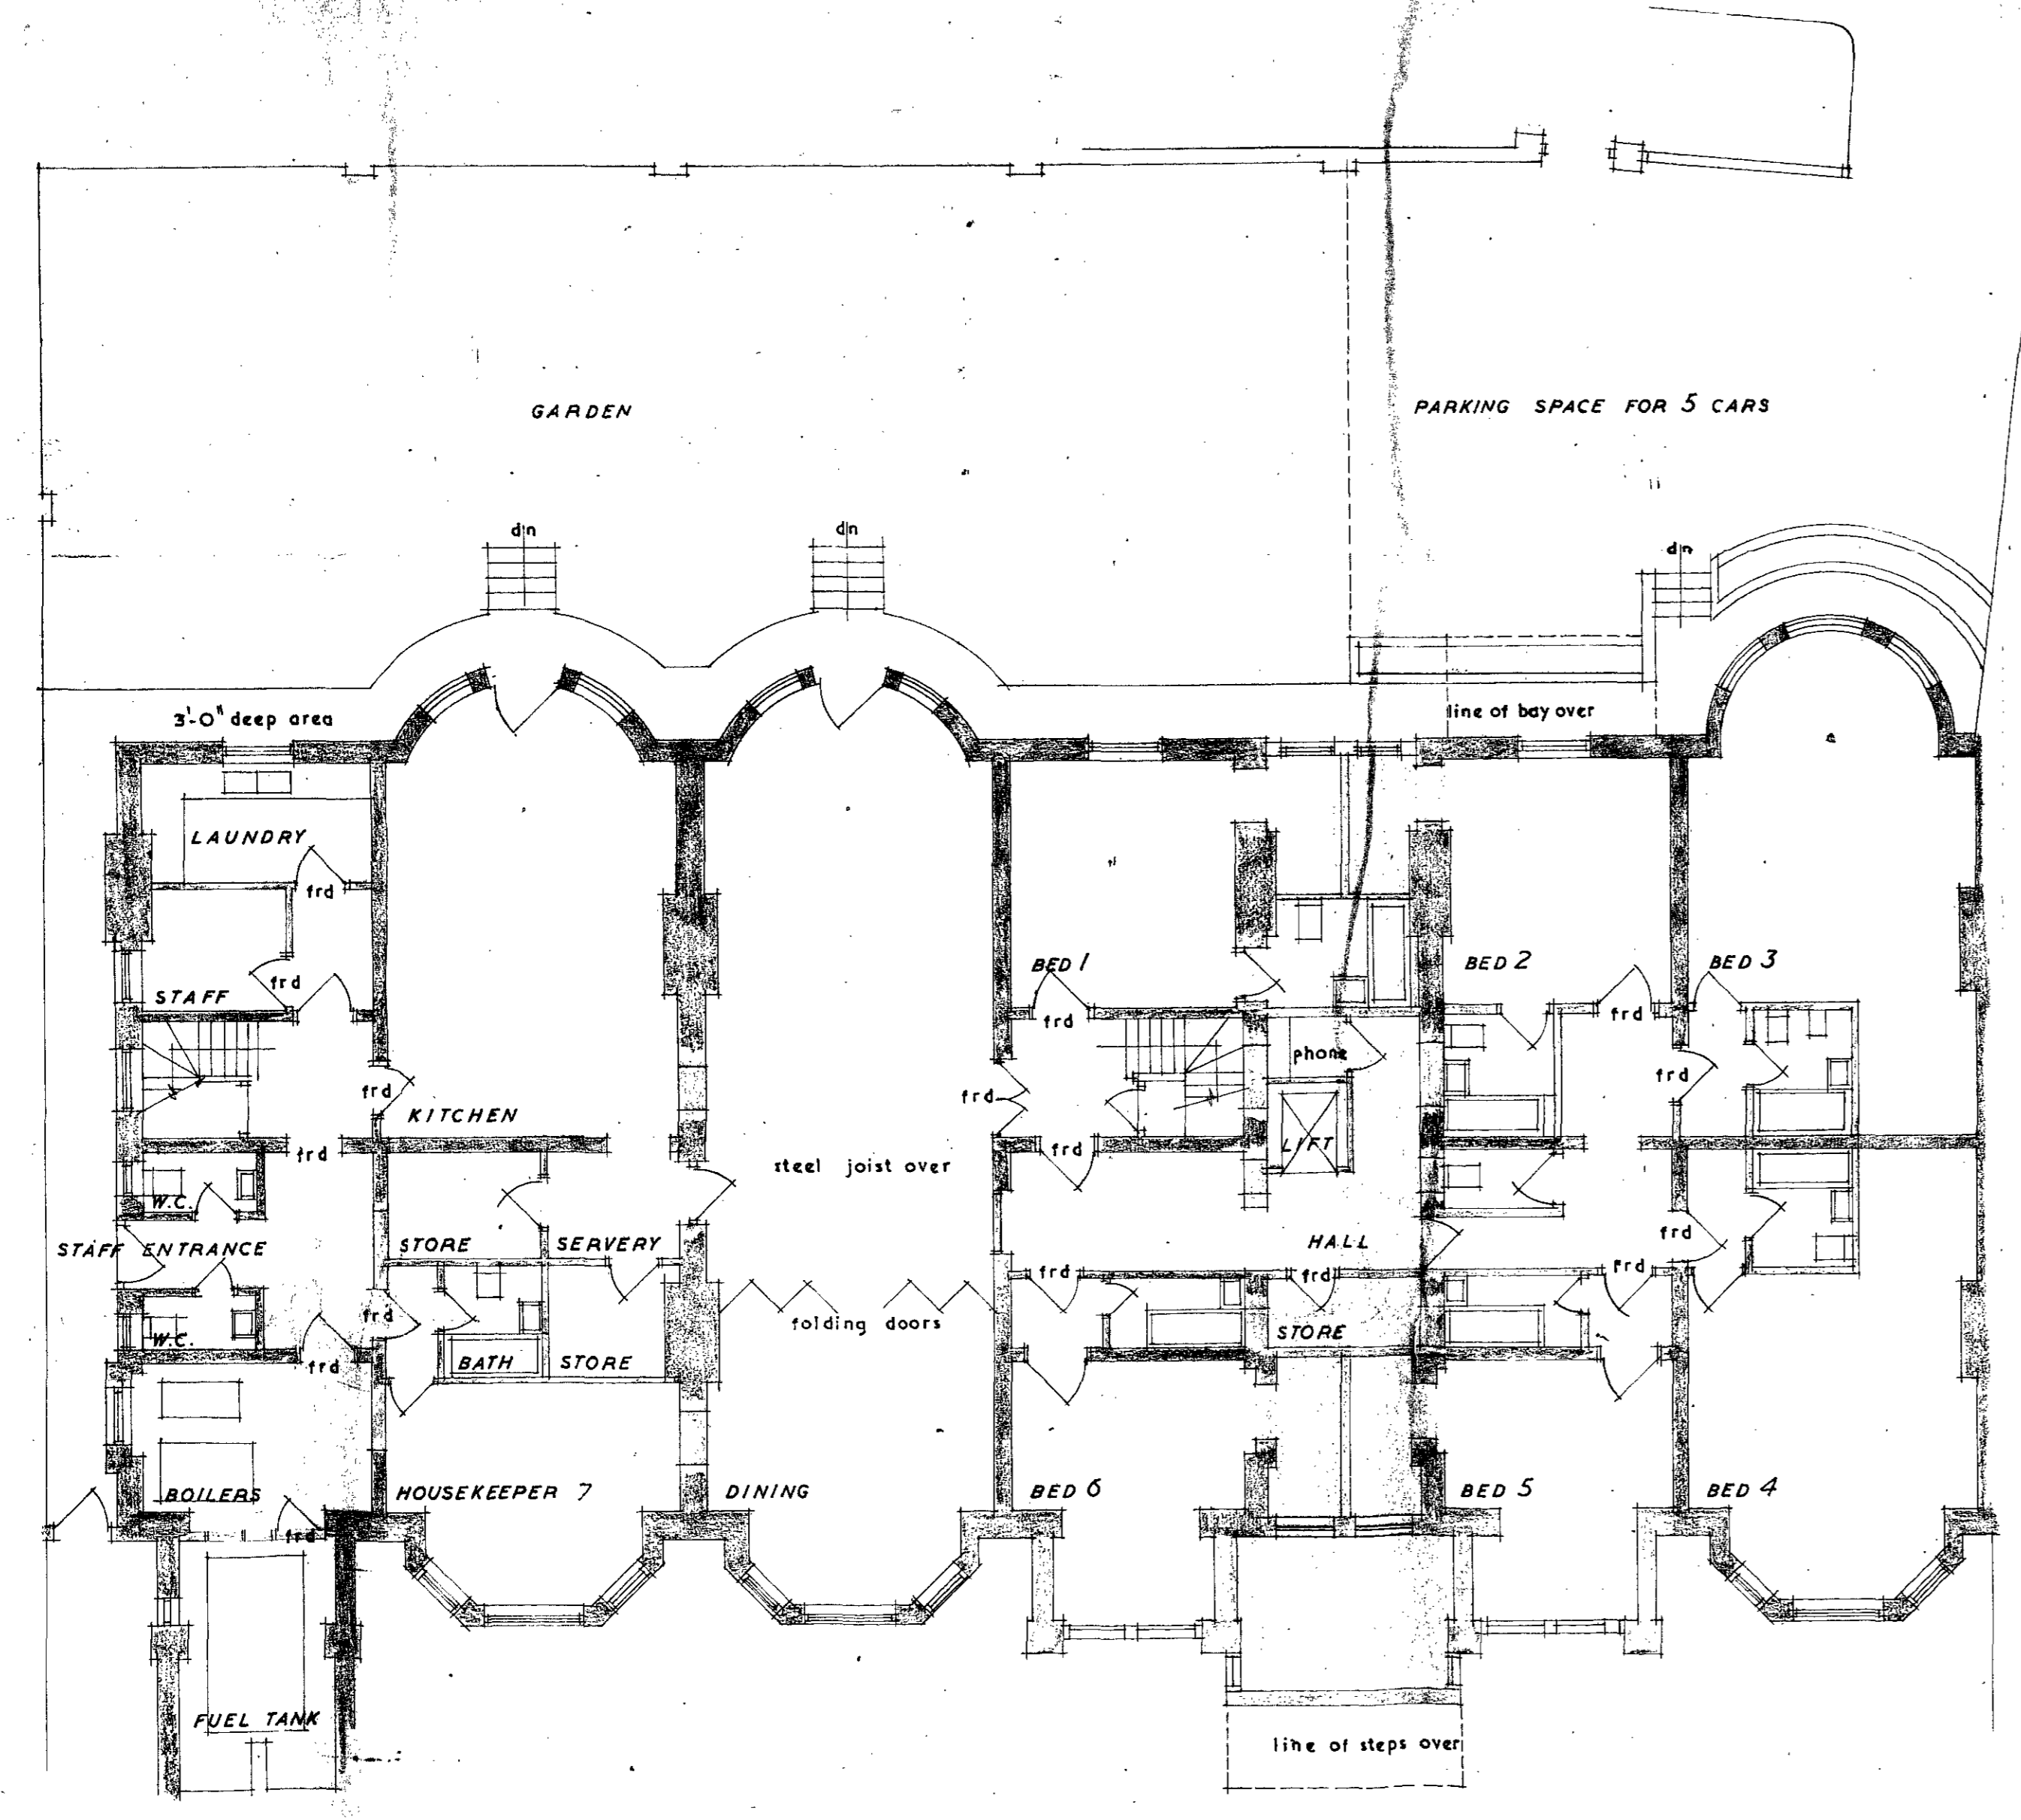 GARDEN
PARKING SPACE FOR 5 CARS
dn
dn
dn
3'-0" deep area
line of bay over
LAUNDRY
frd
BED 1
BED 2
BED 3
STAFF
frd
frd
frd
phone
frd
frd
frd
KITCHEN
LIFT
frd
frd
steel joist over
W.C.
STAFF ENTRANCE
STORE
SERVERY
HALL
frd
frd
frd
frd
frd
folding doors
STORE
W.C.
frd
BATH
STORE
BOILERS
HOUSEKEEPER 7
DINING
BED 6
BED 5
BED 4
frd
FUEL TANK
line of steps over